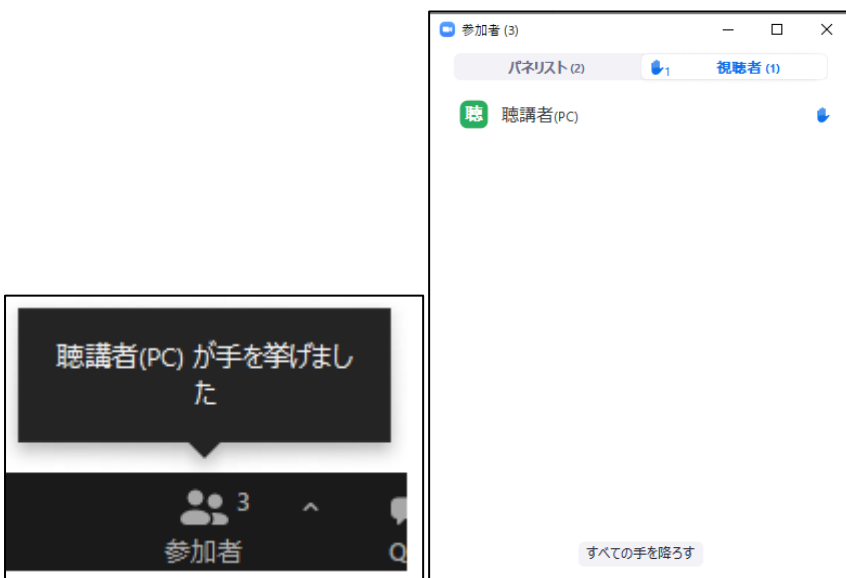 聴講者(PC) が手を挙げまし
た
3
参加者
Q
参加者 (3)
パネリスト (2)
1
視聴者 (1)
聴
聴講者(PC)
すべての手を降ろす